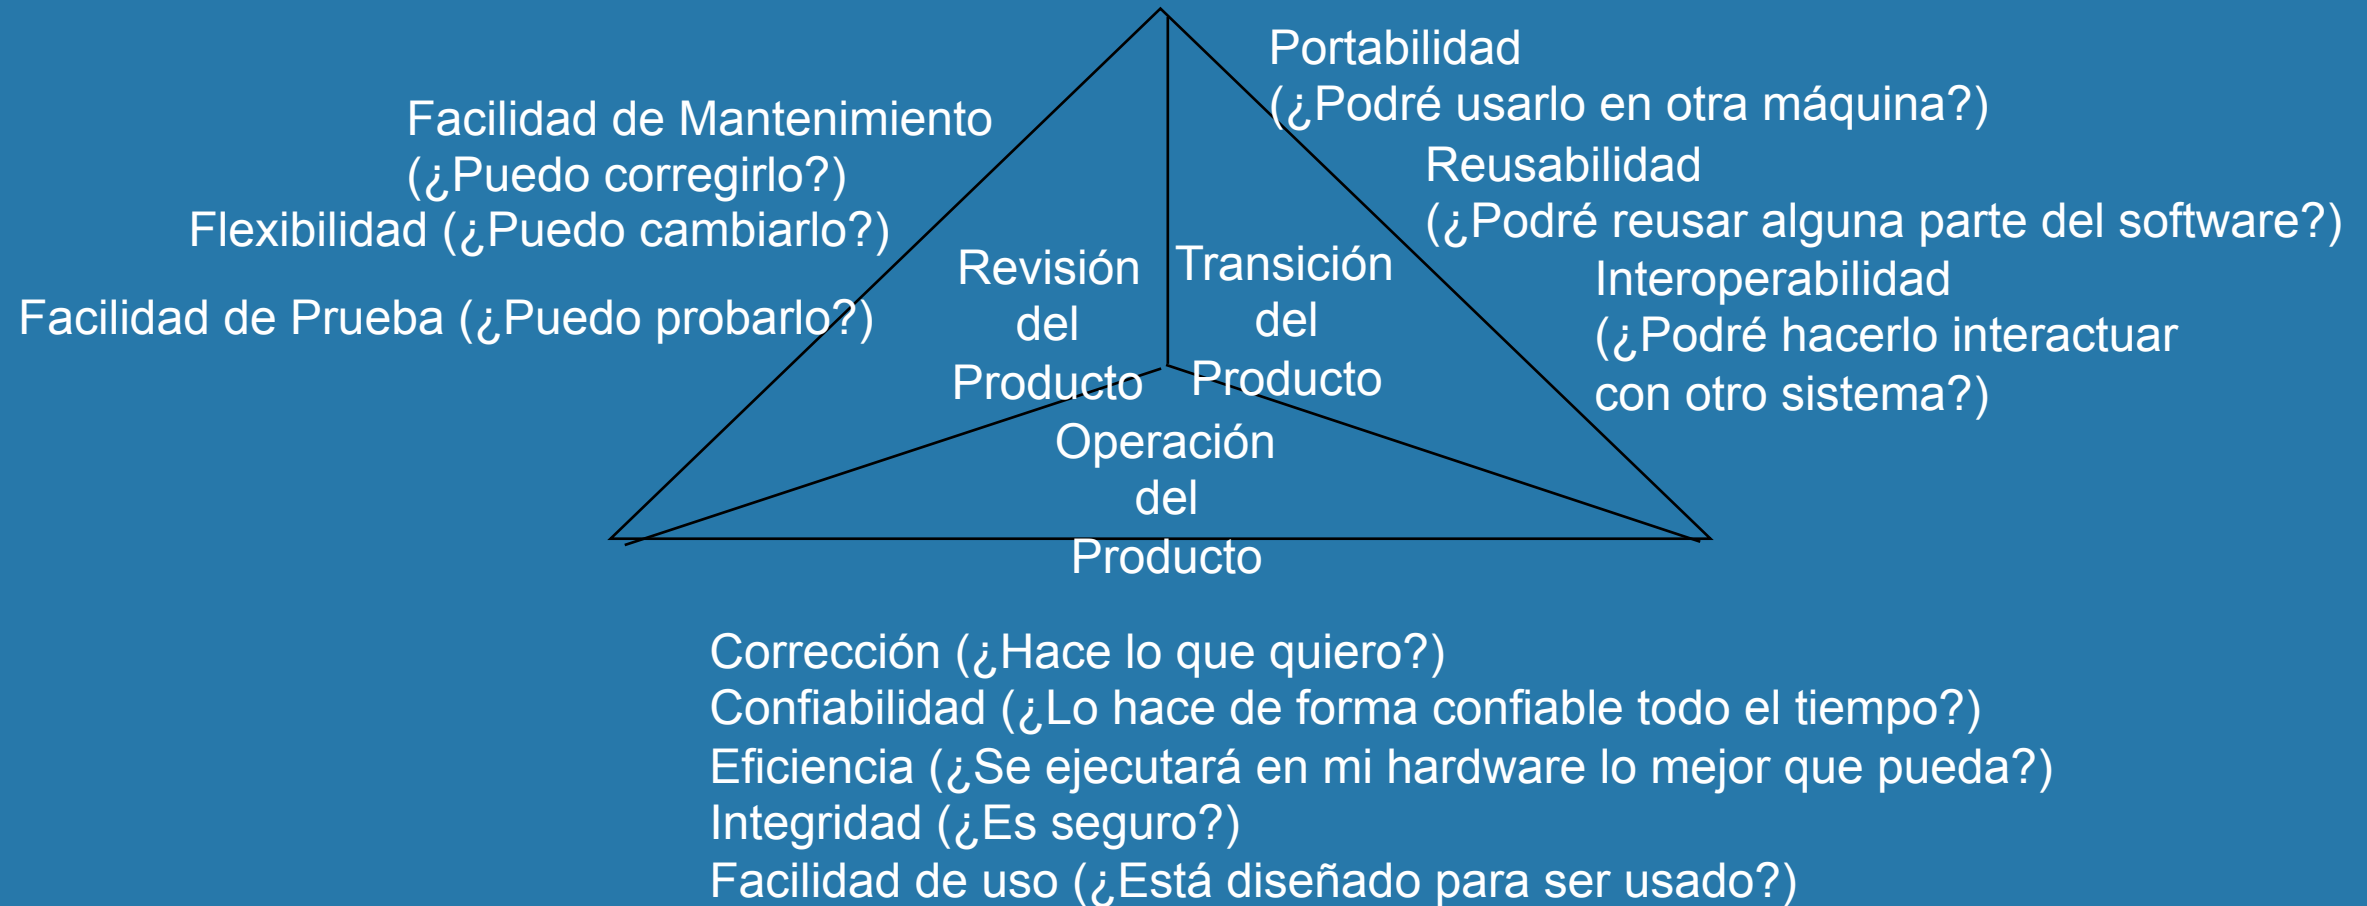 Facilidad de Mantenimiento
(¿Puedo corregirlo?)
Flexibilidad (¿Puedo cambiarlo?)
Facilidad de Prueba (¿Puedo probarlo?)
Portabilidad
(¿Podré usarlo en otra máquina?)
Reusabilidad
(¿Podré reusar alguna parte del software?)
Interoperabilidad
(¿Podré hacerlo interactuar
con otro sistema?)
Revisión
del
Producto
Transición
del
Producto
Operación
del
Producto
Corrección (¿Hace lo que quiero?)
Confiabilidad (¿Lo hace de forma confiable todo el tiempo?)
Eficiencia (¿Se ejecutará en mi hardware lo mejor que pueda?)
Integridad (¿Es seguro?)
Facilidad de uso (¿Está diseñado para ser usado?)